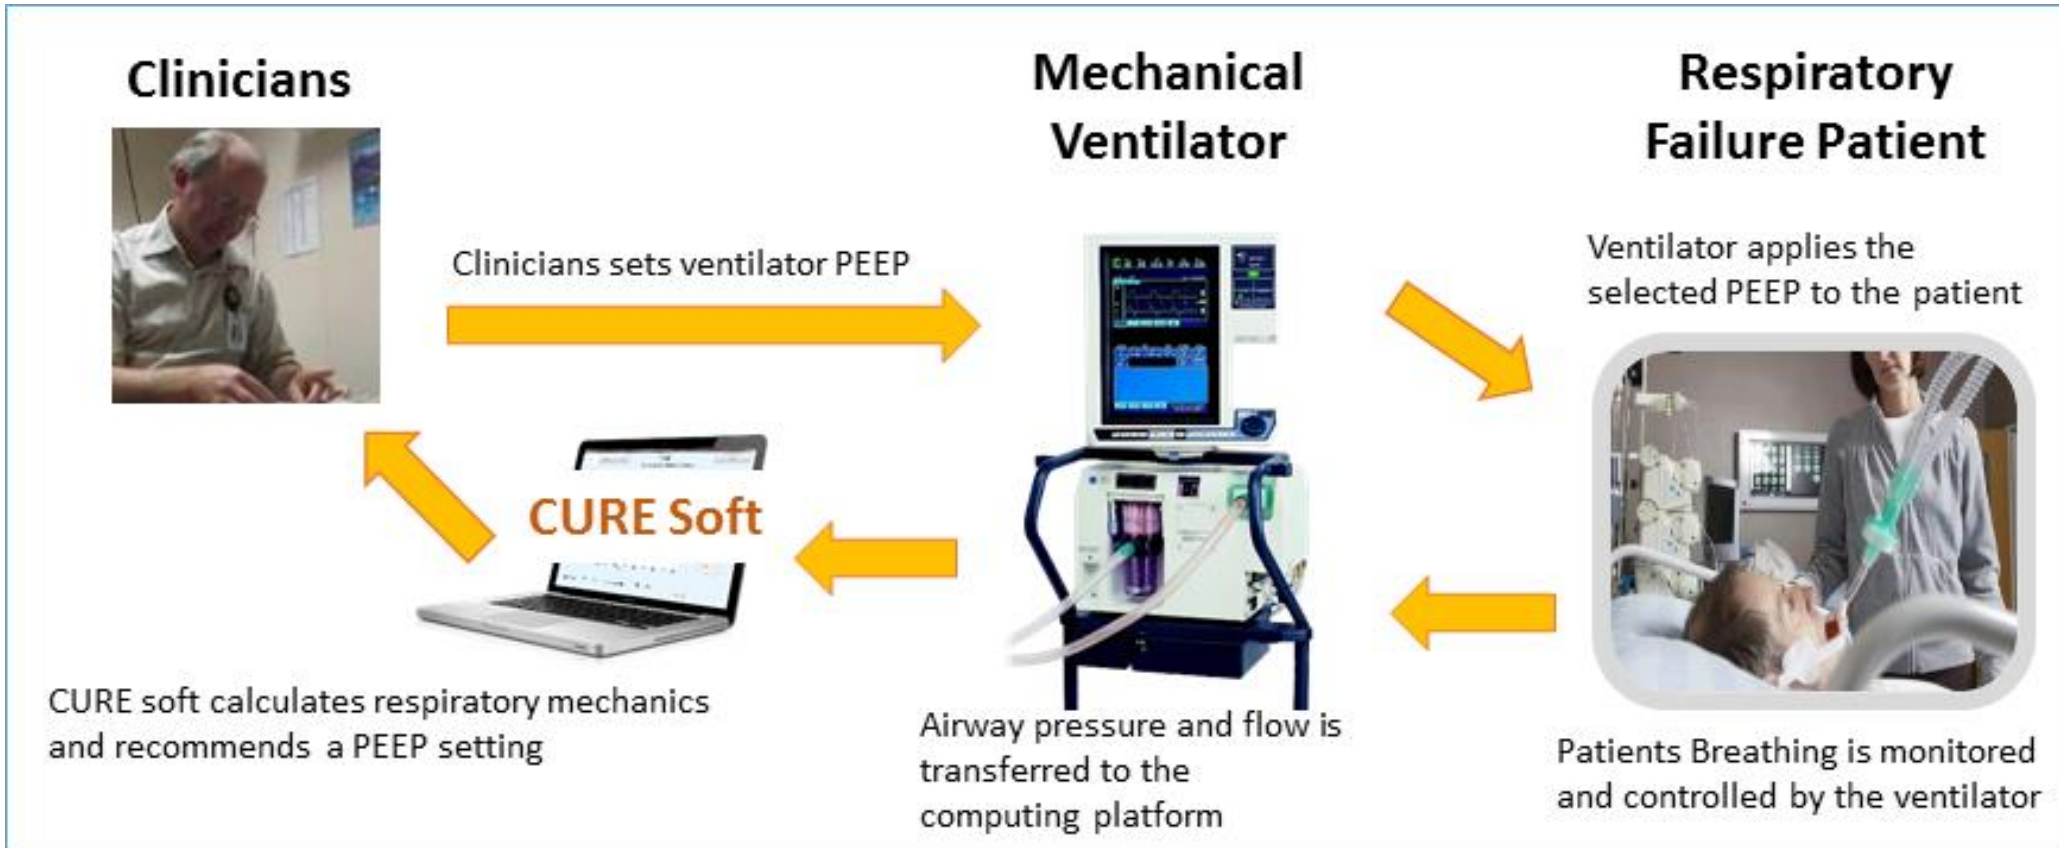 Clinicians
Mechanical
Ventilator
Respiratory
Failure Patient
Clinicians sets ventilator PEEP
Ventilator applies the
selected PEEP to the patient
CURE Soft
CURE soft calculates respiratory mechanics
and recommends a PEEP setting
Airway pressure and flow is
transferred to the
computing platform
Patients Breathing is monitored
and controlled by the ventilator